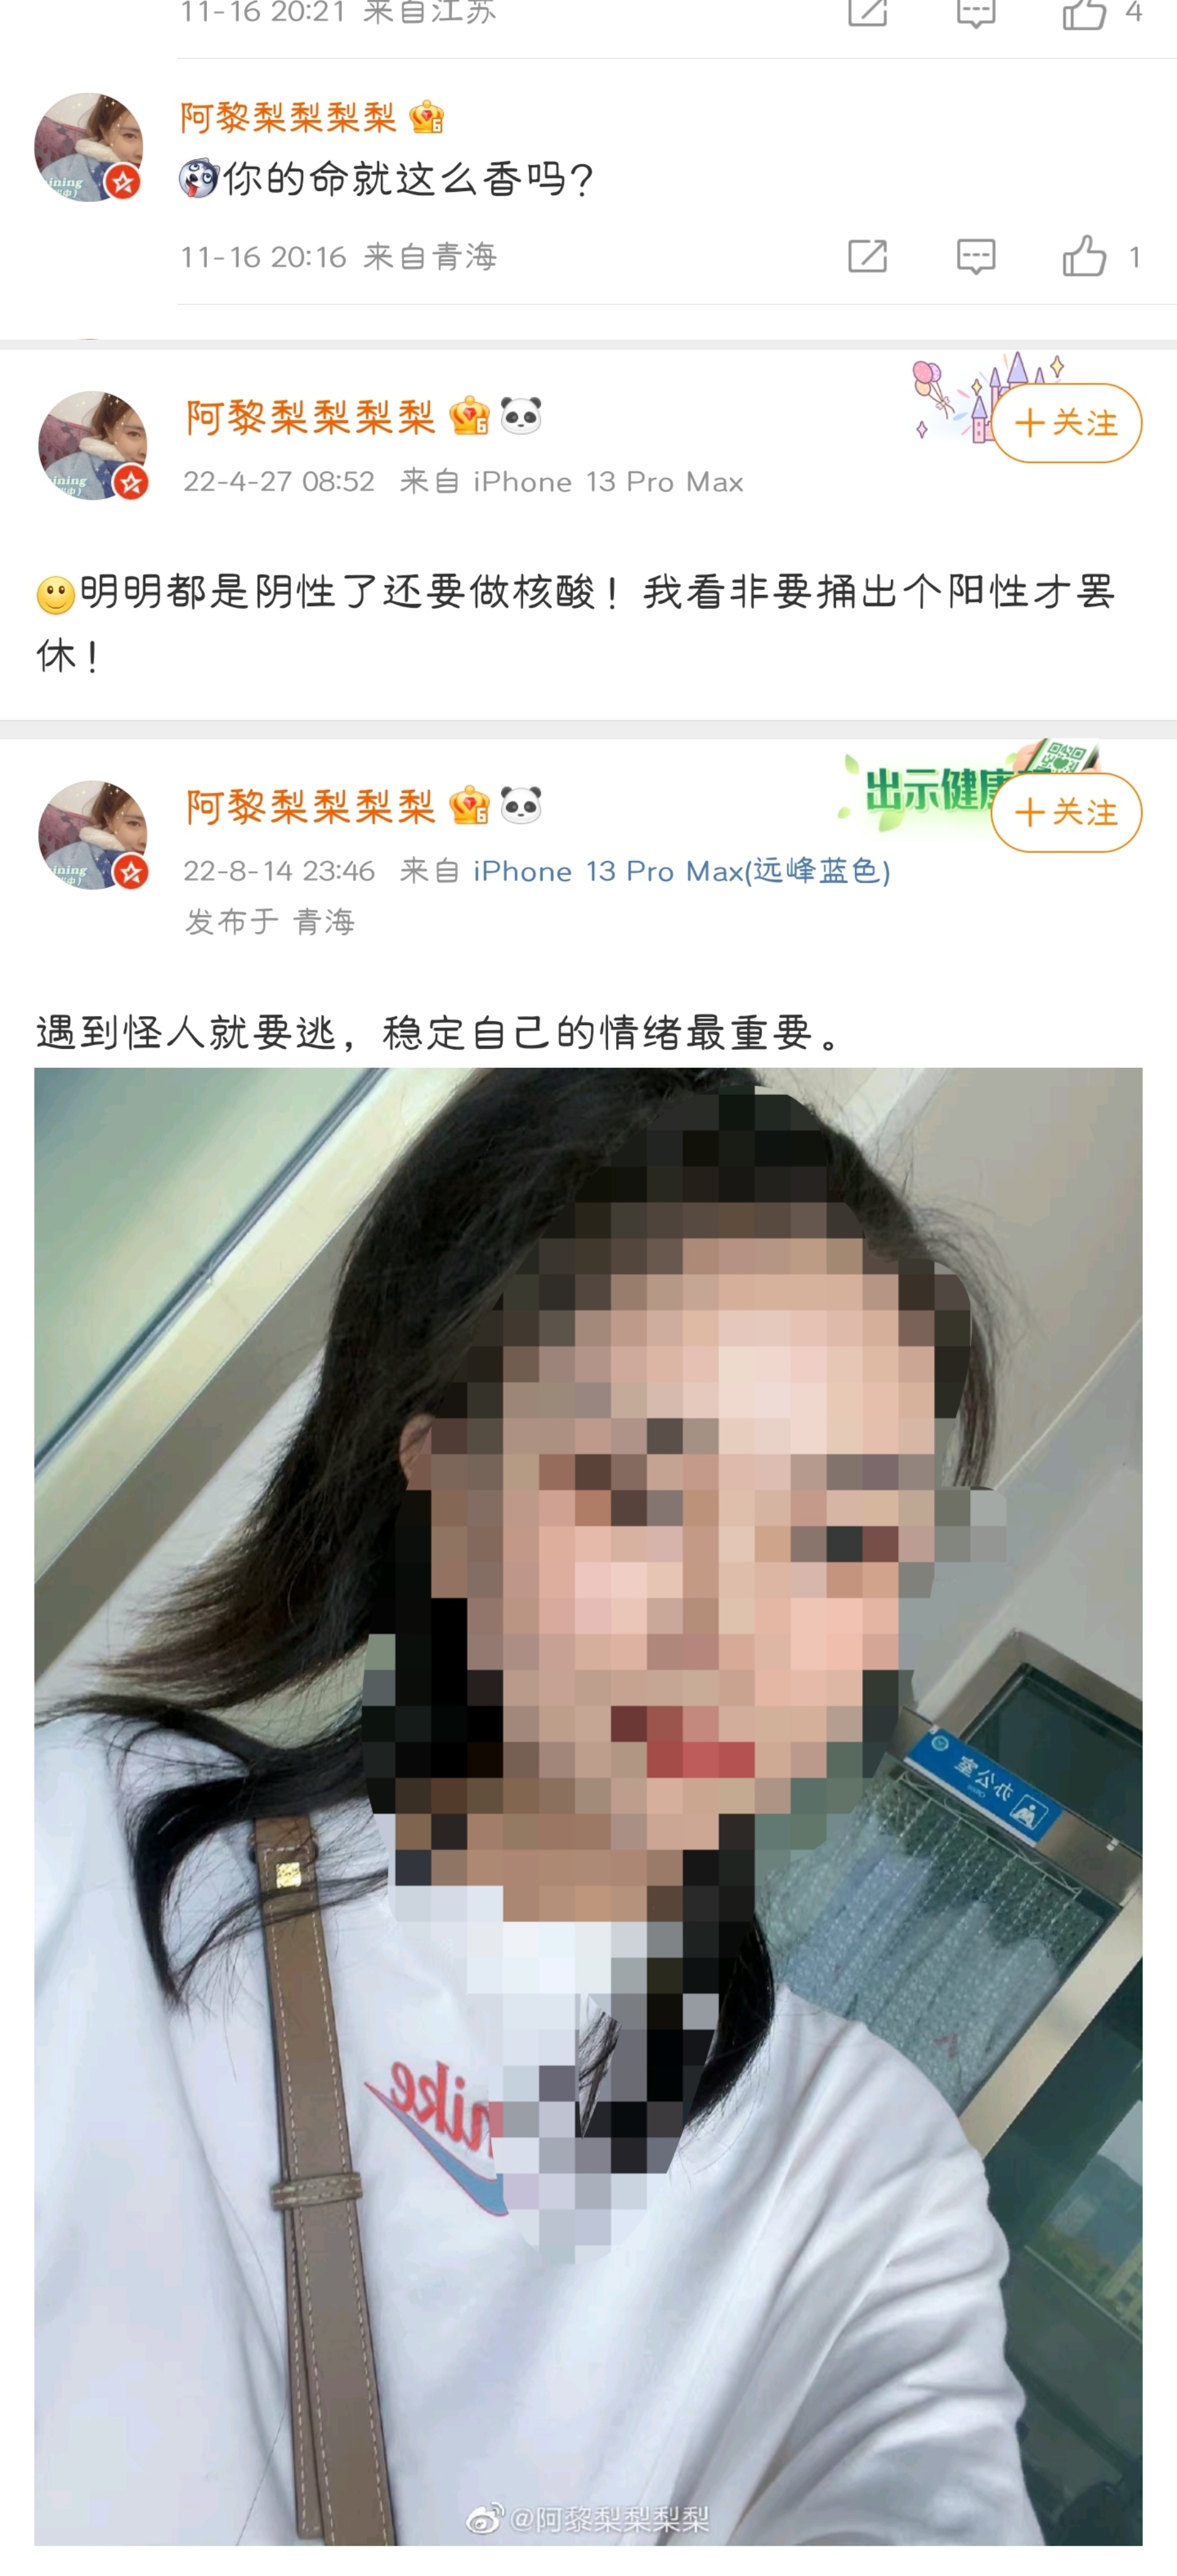 11-16 20:21 来自江苏
4
阿黎梨梨梨梨
你的命就这么香吗？
11-16 20:16 来自青海
1
阿黎梨梨梨梨
+关注
22-4-27 08:52 来自 iPhone 13 Pro Max
明明都是阴性了还要做核酸！我看非要捅出个阳性才罢
休！
出示健康
阿黎梨梨梨梨
+关注
22-8-14 23:46 来自 iPhone 13 Pro Max(远峰蓝色)
发布于 青海
遇到怪人就要逃，稳定自己的情绪最重要。
办公室
nike
@阿黎梨梨梨梨